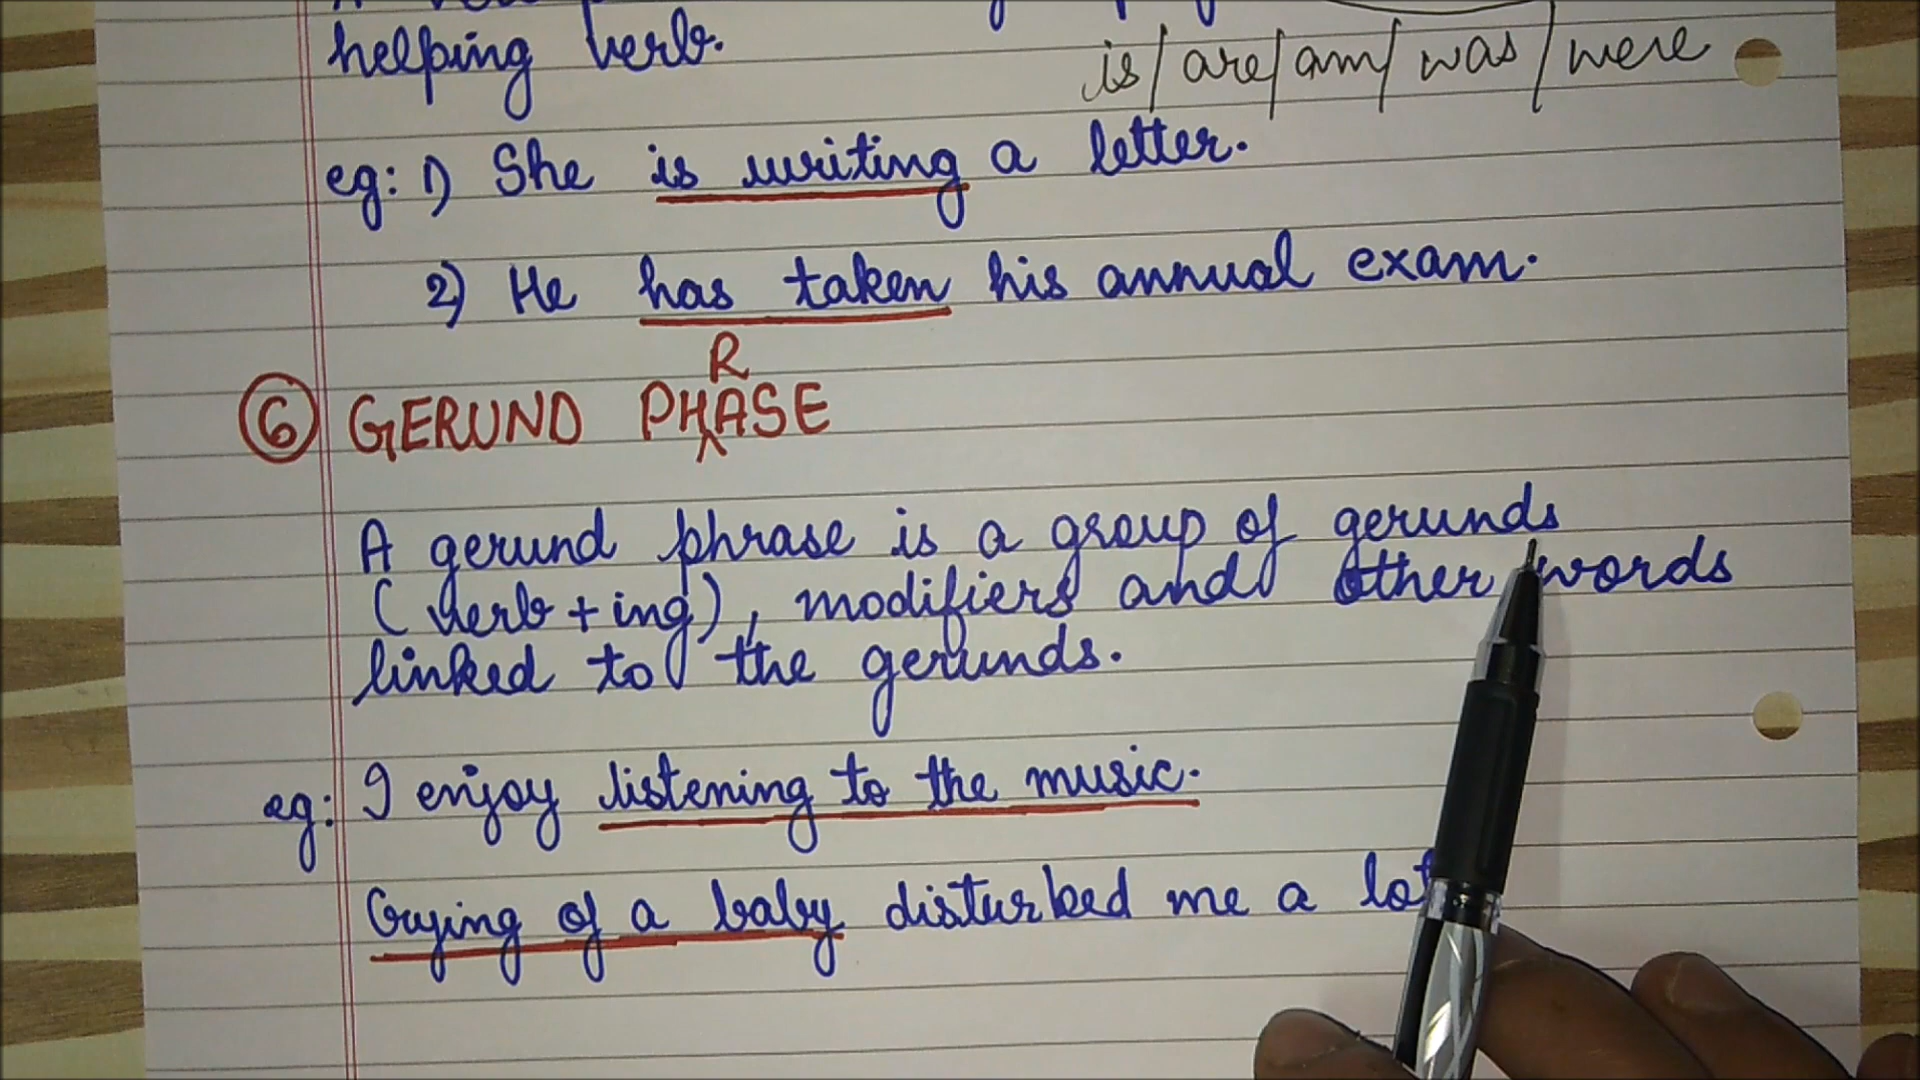 helping verb.
is/are/am/was/were
eg: 1) She is writing a letter.
2) He has taken his annual exam.
R
6 GERUND PHASE
A gerund phrase is a group of gerunds
(verb + ing), modifiers and other words
linked to the gerunds.
eg: I enjoy listening to the music.
Crying of a baby disturbed me a lot